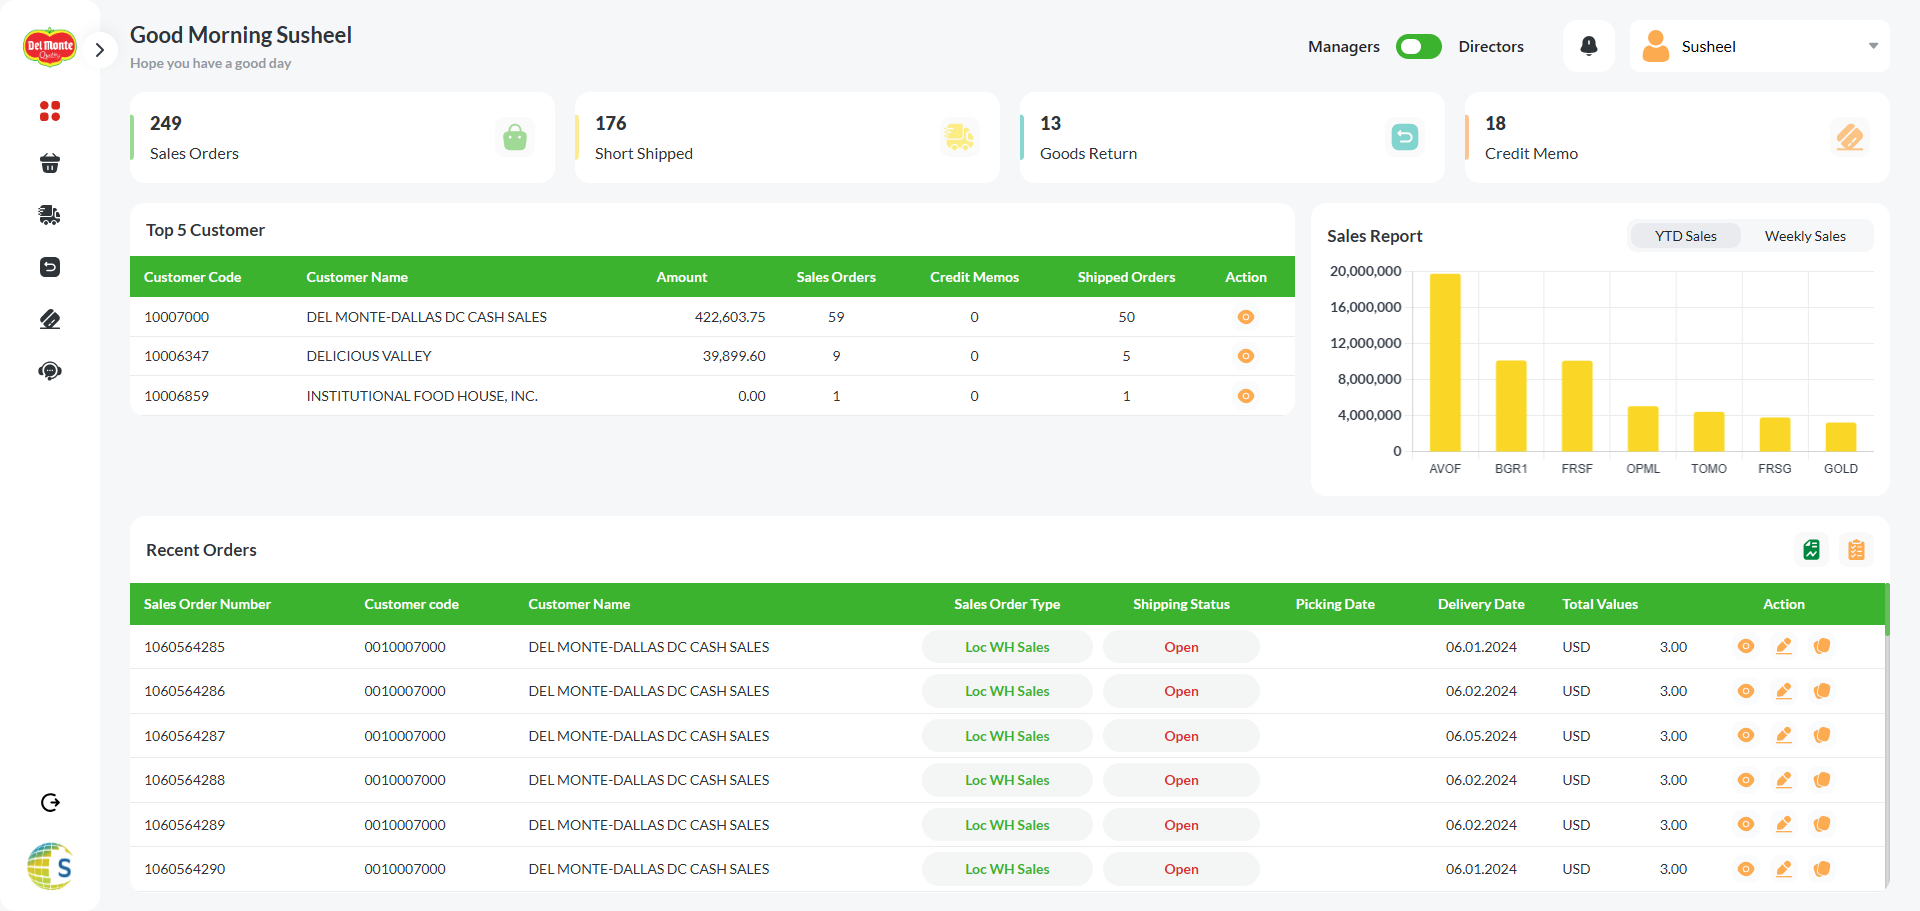 Del Monte
Quality
Good Morning Susheel
Hope you have a good day
Managers
Directors
Susheel
249
Sales Orders
176
Short Shipped
13
Goods Return
18
Credit Memo
Top 5 Customer
Customer Code Customer Name Amount Sales Orders Credit Memos Shipped Orders Action
10007000 DEL MONTE-DALLAS DC CASH SALES 422,603.75 59 0 50
10006347 DELICIOUS VALLEY 39,899.60 9 0 5
10006859 INSTITUTIONAL FOOD HOUSE, INC. 0.00 1 0 1
Sales Report
YTD Sales Weekly Sales
20,000,000
16,000,000
12,000,000
8,000,000
4,000,000
0
AVOF BGR1 FRSF OPML TOMO FRSG GOLD
Recent Orders
Sales Order Number Customer code Customer Name Sales Order Type Shipping Status Picking Date Delivery Date Total Values Action
1060564285 0010007000 DEL MONTE-DALLAS DC CASH SALES Loc WH Sales Open 06.01.2024 USD 3.00
1060564286 0010007000 DEL MONTE-DALLAS DC CASH SALES Loc WH Sales Open 06.02.2024 USD 3.00
1060564287 0010007000 DEL MONTE-DALLAS DC CASH SALES Loc WH Sales Open 06.05.2024 USD 3.00
1060564288 0010007000 DEL MONTE-DALLAS DC CASH SALES Loc WH Sales Open 06.02.2024 USD 3.00
1060564289 0010007000 DEL MONTE-DALLAS DC CASH SALES Loc WH Sales Open 06.02.2024 USD 3.00
1060564290 0010007000 DEL MONTE-DALLAS DC CASH SALES Loc WH Sales Open 06.01.2024 USD 3.00
S